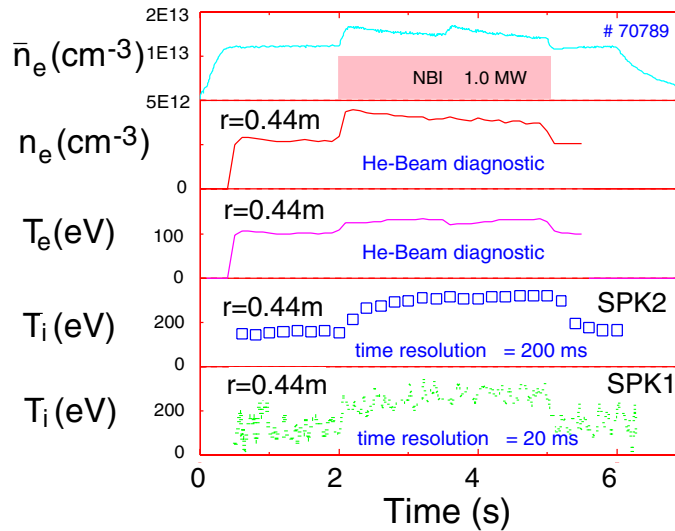 2E13
# 70789
n̄e(cm-3)
1E13
NBI 1.0 MW
5E12
r=0.44m
ne(cm-3)
He-Beam diagnostic
0
r=0.44m
Te(eV)
100
He-Beam diagnostic
0
r=0.44m
SPK2
Ti(eV)
200
time resolution = 200 ms
0
r=0.44m
SPK1
Ti(eV)
200
time resolution = 20 ms
0
0 2 4 6
Time (s)